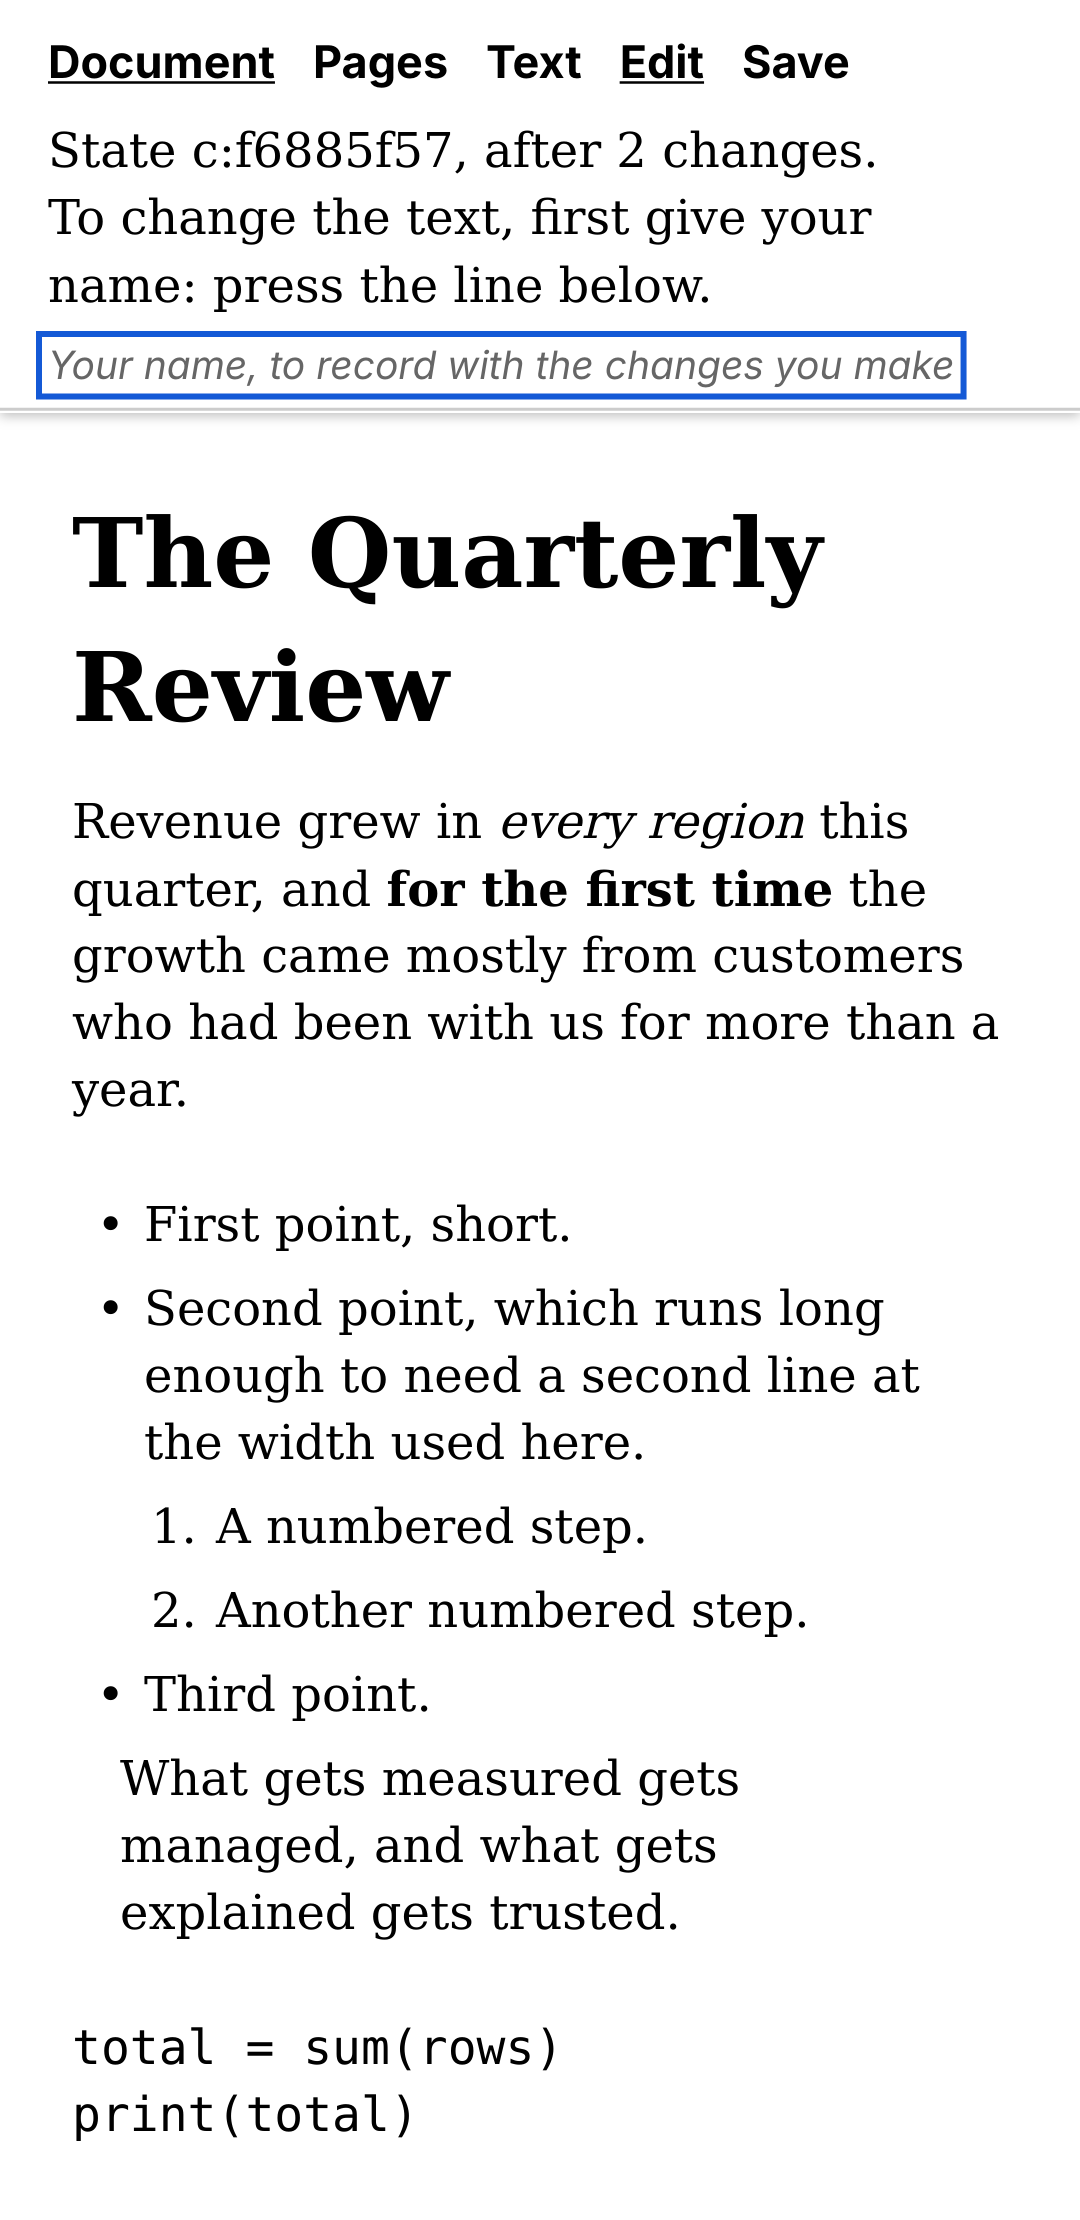 Document Pages Text Edit Save
State c:f6885f57, after 2 changes.
To change the text, first give your
name: press the line below.
Your name, to record with the changes you make
The Quarterly
Review
Revenue grew in every region this
quarter, and for the first time the
growth came mostly from customers
who had been with us for more than a
year.
• First point, short.
• Second point, which runs long
enough to need a second line at
the width used here.
1. A numbered step.
2. Another numbered step.
• Third point.
What gets measured gets
managed, and what gets
explained gets trusted.
total = sum(rows)
print(total)